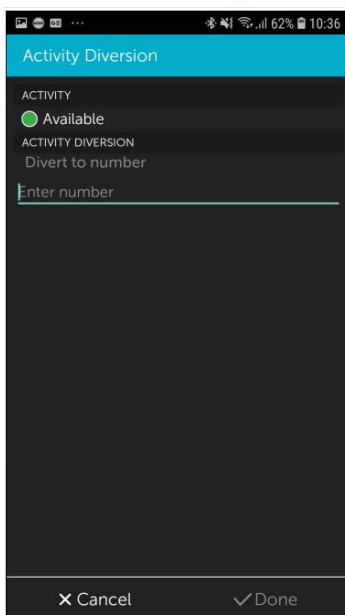 62% 10:36
Activity Diversion
ACTIVITY
Available
ACTIVITY DIVERSION
Divert to number
Enter number
Cancel
Done